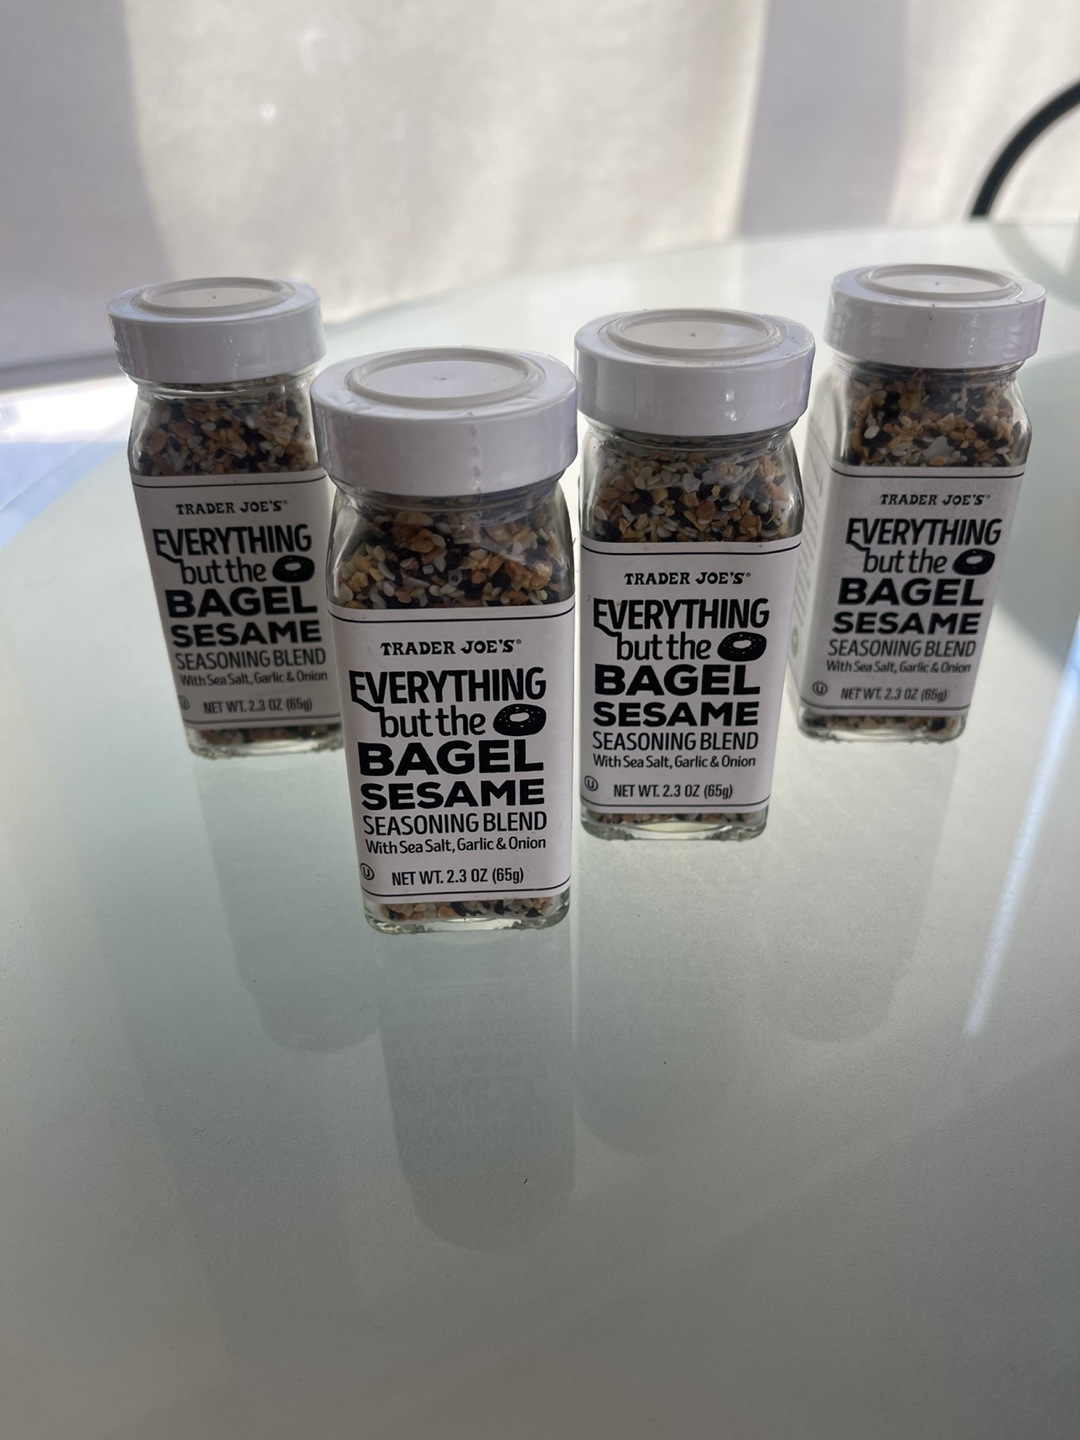 TRADER JOE'S®
EVERYTHING
but the
BAGEL
SESAME
SEASONING BLEND
With Sea Salt, Garlic & Onion
U NET WT. 2.3 OZ (65g)
TRADER JOE'S®
EVERYTHING
but the
BAGEL
SESAME
SEASONING BLEND
With Sea Salt, Garlic & Onion
U NET WT. 2.3 OZ (65g)
TRADER JOE'S®
EVERYTHING
but the
BAGEL
SESAME
SEASONING BLEND
With Sea Salt, Garlic & Onion
U NET WT. 2.3 OZ (65g)
TRADER JOE'S®
EVERYTHING
but the
BAGEL
SESAME
SEASONING BLEND
With Sea Salt, Garlic & Onion
U NET WT. 2.3 OZ (65g)